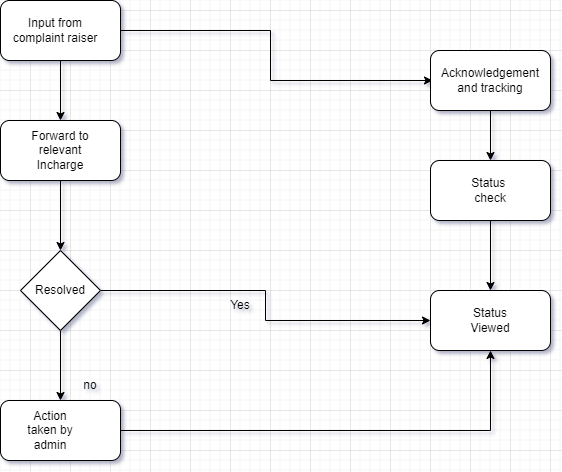 Input from
complaint raiser
Acknowledgement
and tracking
Forward to
relevant
Incharge
Status
check
Resolved
Yes
Status
Viewed
no
Action
taken by
admin